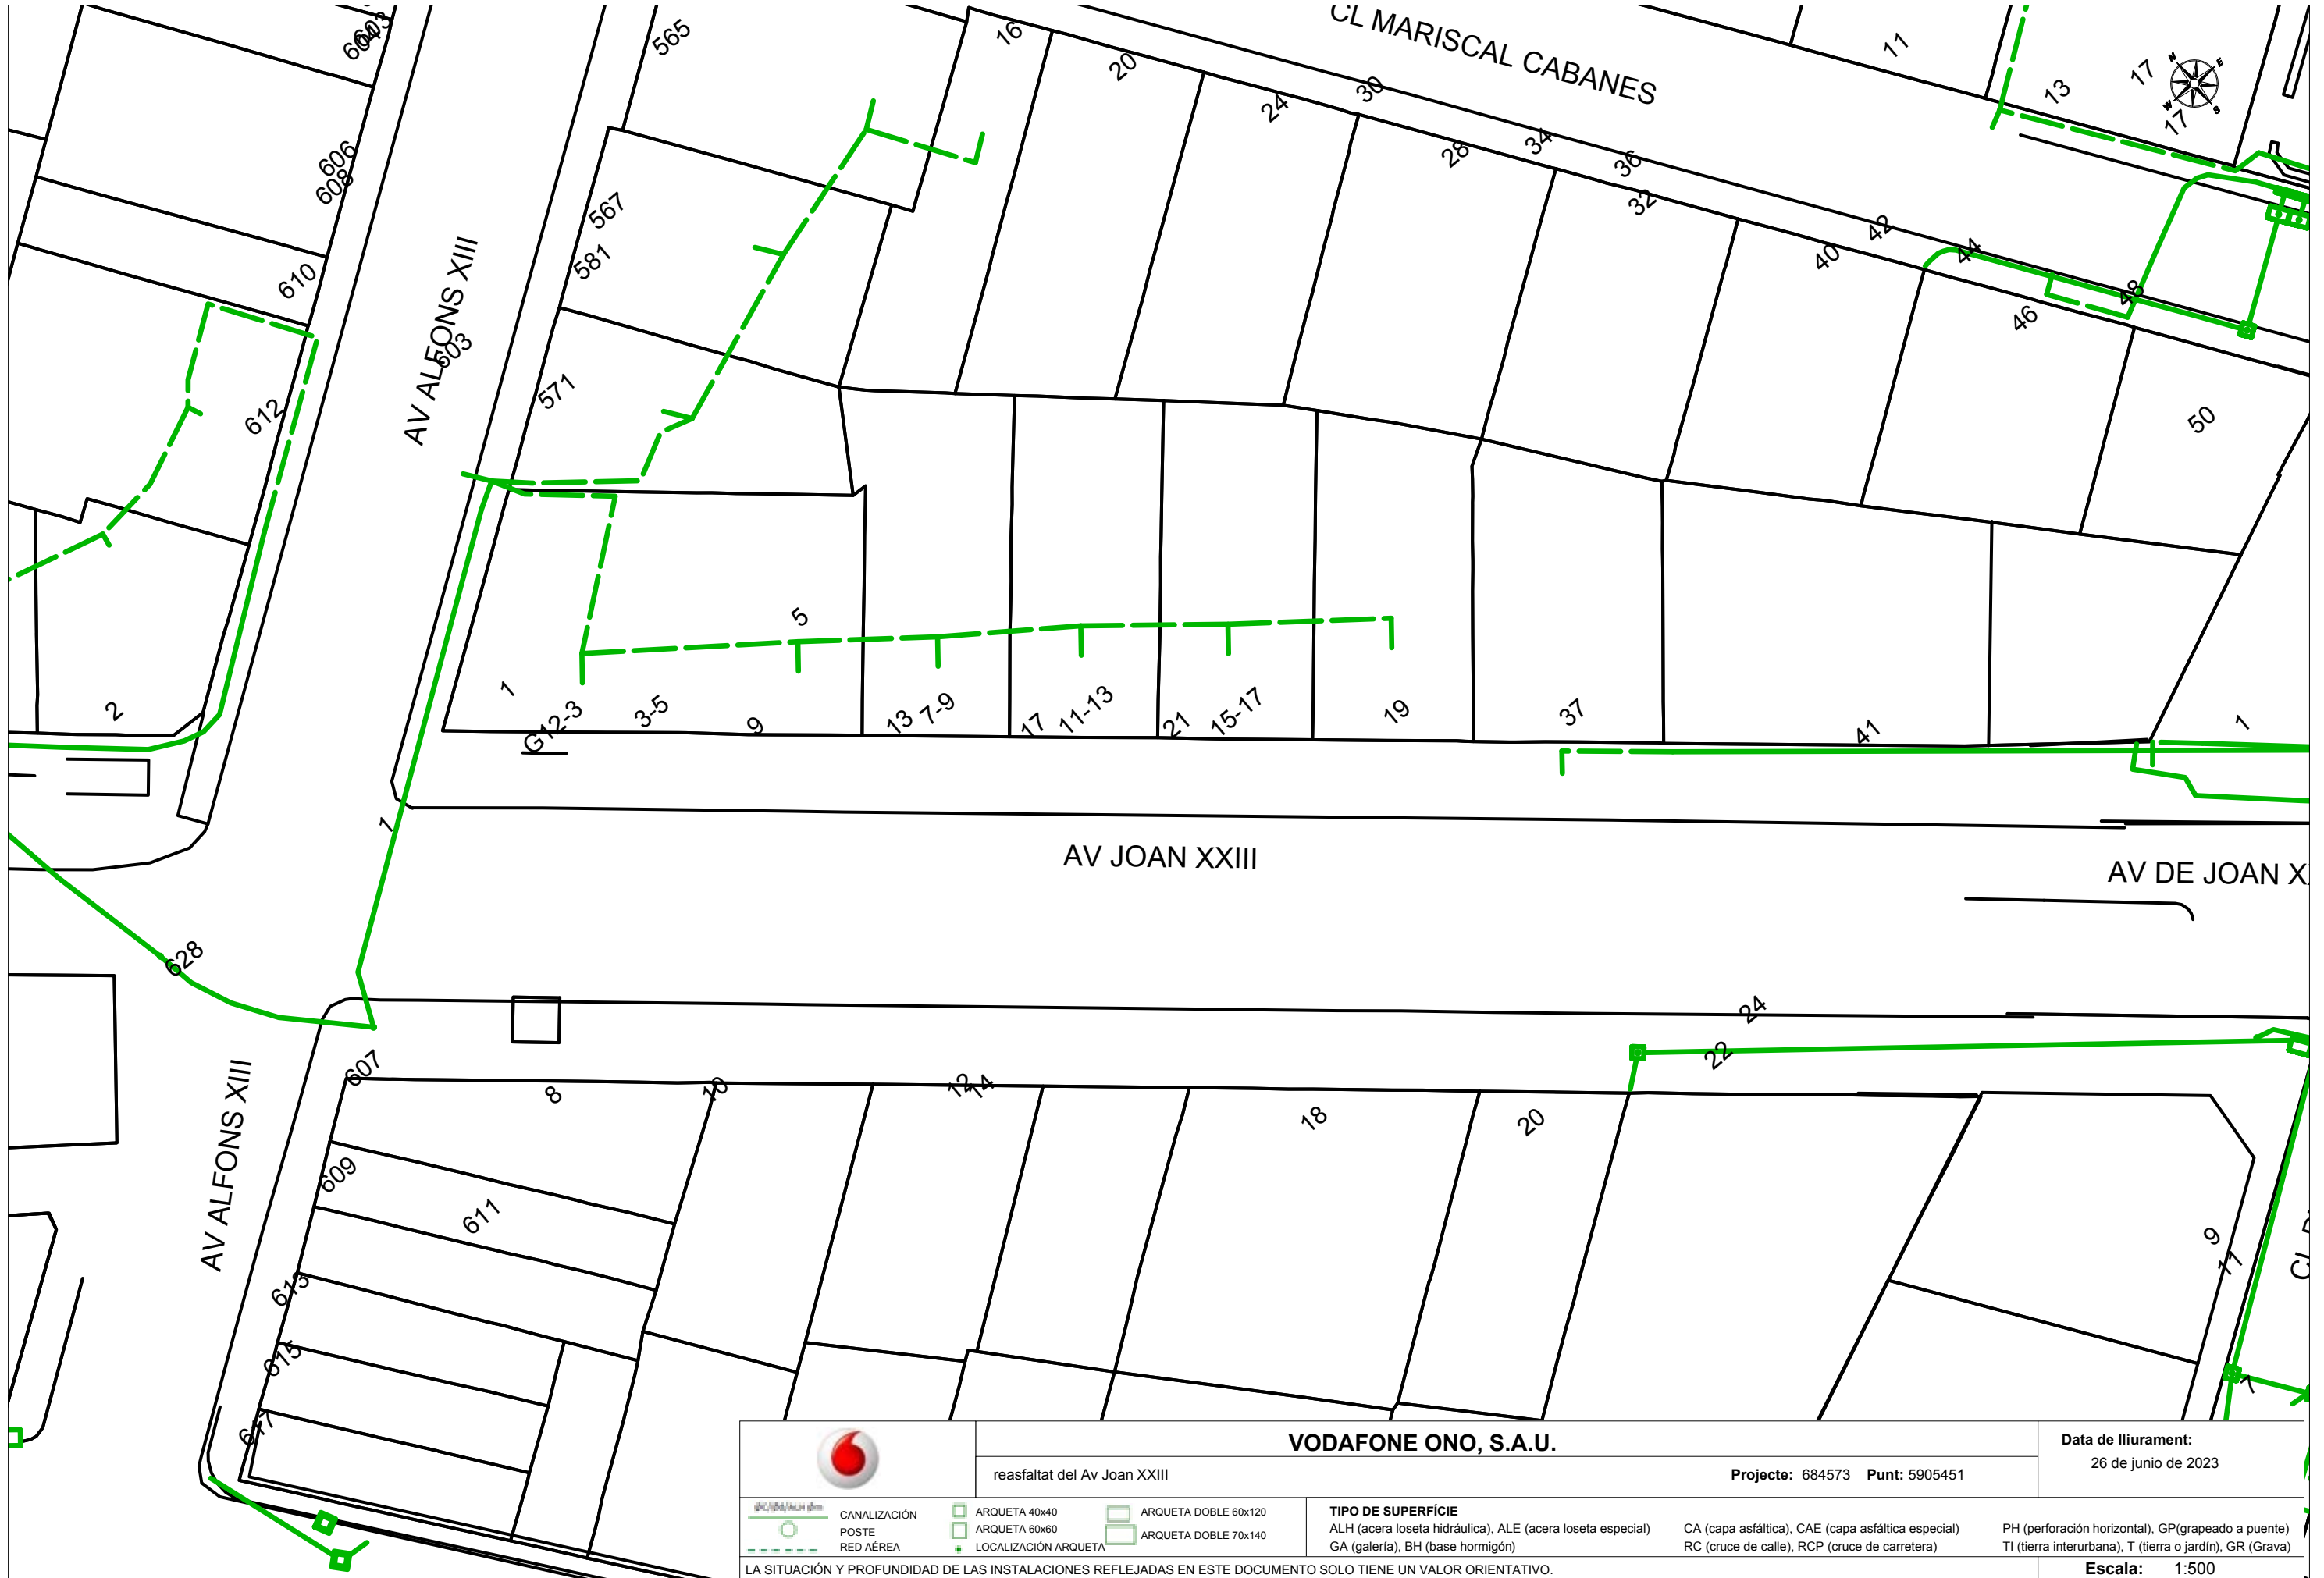 CL MARISCAL CABANES
603
604
565
16
20
24
30
28
34
36
32
11
13
17
17
N
E
W
S
606
608
610
612
567
581
571
603
AV ALFONS XIII
40
42
44
46
48
50
2
1
G12-3
3-5
5
9
13
7-9
17
11-13
21
15-17
19
37
41
1
1
AV JOAN XXIII
AV DE JOAN X
628
607
8
10
12
14
18
20
22
24
AV ALFONS XIII
609
611
613
615
617
9
11
7
VODAFONE ONO, S.A.U.
reasfaltat del Av Joan XXIII
Projecte: 684573 Punt: 5905451
Data de lliurament:
26 de junio de 2023
CANALIZACIÓN
POSTE
RED AÉREA
ARQUETA 40x40
ARQUETA 60x60
LOCALIZACIÓN ARQUETA
ARQUETA DOBLE 60x120
ARQUETA DOBLE 70x140
TIPO DE SUPERFÍCIE
ALH (acera loseta hidráulica), ALE (acera loseta especial)
GA (galería), BH (base hormigón)
CA (capa asfáltica), CAE (capa asfáltica especial)
RC (cruce de calle), RCP (cruce de carretera)
PH (perforación horizontal), GP(grapeado a puente)
TI (tierra interurbana), T (tierra o jardín), GR (Grava)
LA SITUACIÓN Y PROFUNDIDAD DE LAS INSTALACIONES REFLEJADAS EN ESTE DOCUMENTO SOLO TIENE UN VALOR ORIENTATIVO.
Escala: 1:500